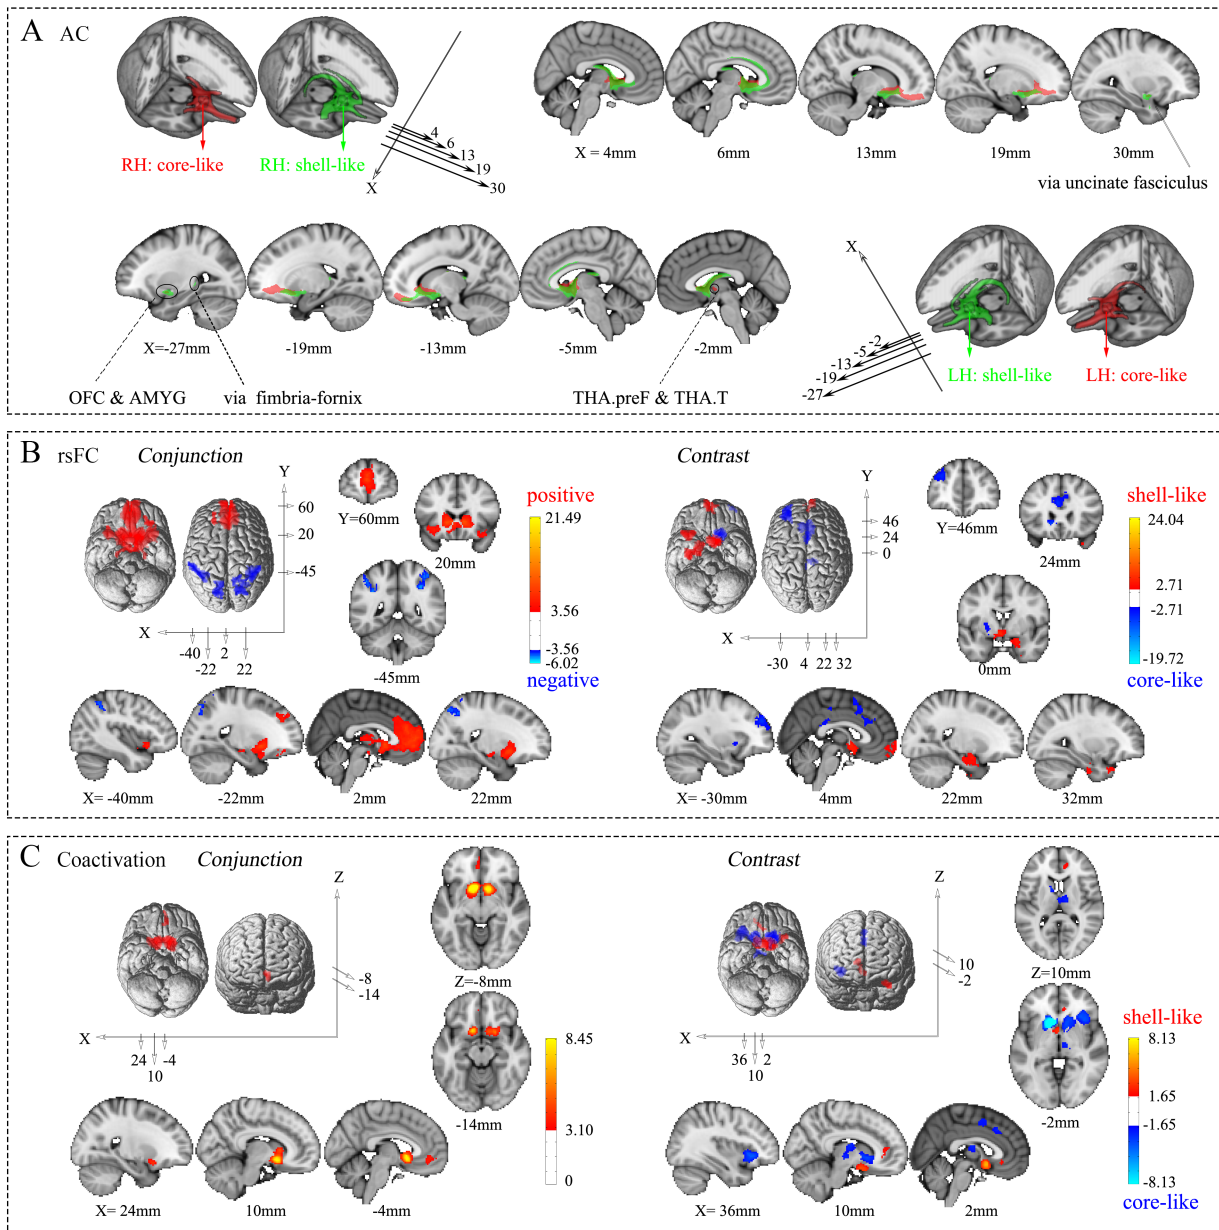 A AC
RH: core-like
RH: shell-like
4
6
13
19
30
X
X = 4mm
6mm
13mm
19mm
30mm
via uncinate fasciculus
X=-27mm
-19mm
-13mm
-5mm
-2mm
OFC & AMYG
via fimbria-fornix
THA.preF & THA.T
X
-2
-5
-13
-19
-27
LH: shell-like
LH: core-like
B rsFC Conjunction
Y
60
20
-45
X
-40
-22
2
22
Y=60mm
20mm
-45mm
positive
21.49
3.56
-3.56
-6.02
negative
X= -40mm
-22mm
2mm
22mm
Contrast
46
24
0
Y
X
-30
4
22
32
Y=46mm
24mm
0mm
shell-like
24.04
2.71
-2.71
-19.72
core-like
X= -30mm
4mm
22mm
32mm
C Coactivation Conjunction
Z
-8
-14
X
24
10
-4
Z=-8mm
-14mm
8.45
3.10
0
X= 24mm
10mm
-4mm
Contrast
Z
10
-2
X
36
10
2
Z=10mm
-2mm
shell-like
8.13
1.65
-1.65
-8.13
core-like
X= 36mm
10mm
2mm